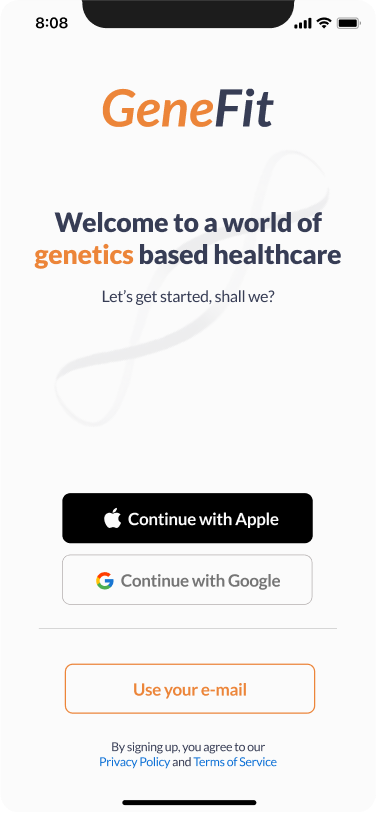 8:08
GeneFit
Welcome to a world of
genetics based healthcare
Let's get started, shall we?
Continue with Apple
Continue with Google
Use your e-mail
By signing up, you agree to our
Privacy Policy and Terms of Service